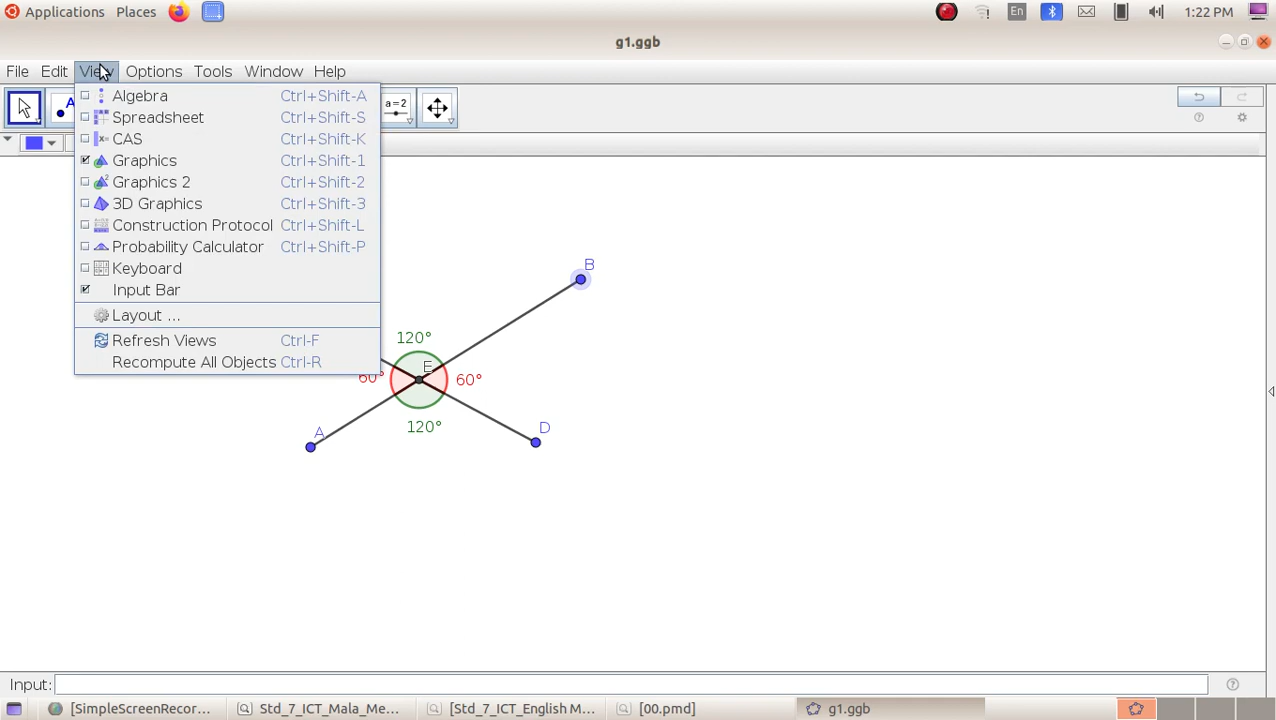 Applications Places En 1:22 PM
g1.ggb
File Edit View Options Tools Window Help
Algebra Ctrl+Shift-A
Spreadsheet Ctrl+Shift-S
CAS Ctrl+Shift-K
Graphics Ctrl+Shift-1
Graphics 2 Ctrl+Shift-2
3D Graphics Ctrl+Shift-3
Construction Protocol Ctrl+Shift-L
Probability Calculator Ctrl+Shift-P
Keyboard
Input Bar
Layout ...
Refresh Views Ctrl-F
Recompute All Objects Ctrl-R
A
a=2
B
120°
E
60° 60°
120°
A
D
Input:
[SimpleScreenRecor... Std_7_ICT_Mala_Me... [Std_7_ICT_English M... [00.pmd] g1.ggb